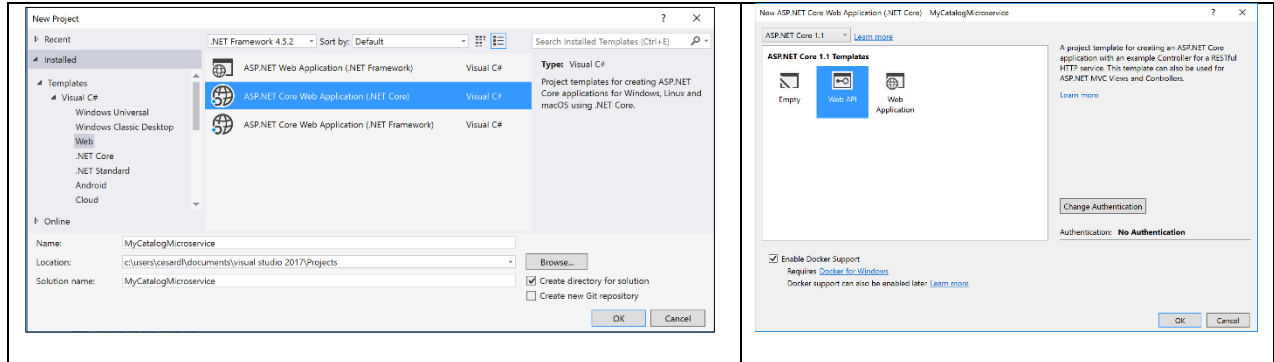 New Project
? ×
Recent
.NET Framework 4.5.2 Sort by: Default
Search Installed Templates (Ctrl+E)
Installed
Templates
Visual C#
Windows Universal
Windows Classic Desktop
Web
.NET Core
.NET Standard
Android
Cloud
Online
ASP.NET Web Application (.NET Framework) Visual C#
ASP.NET Core Web Application (.NET Core) Visual C#
ASP.NET Core Web Application (.NET Framework) Visual C#
Type: Visual C#
Project templates for creating ASP.NET
Core applications for Windows, Linux and
macOS using .NET Core.
Name: MyCatalogMicroservice
Location: c:\users\cesardl\documents\visual studio 2017\Projects
Browse...
Solution name: MyCatalogMicroservice
Create directory for solution
Create new Git repository
OK Cancel
New ASP.NET Core Web Application (.NET Core) MyCatalogMicroservice
? ×
ASP.NET Core 1.1 Learn more
ASP.NET Core 1.1 Templates
Empty
Web API
Web
Application
A project template for creating an ASP.NET Core
application with an example Controller for a RESTful
HTTP service. This template can also be used for
ASP.NET MVC Views and Controllers.
Learn more
Change Authentication
Authentication: No Authentication
Enable Docker Support
Requires Docker for Windows
Docker support can also be enabled later Learn more
OK Cancel